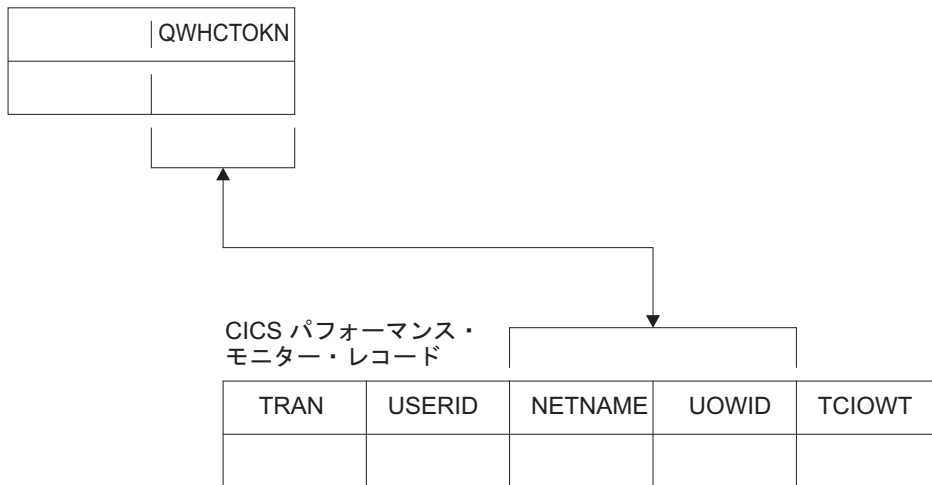 QWHCTOKN
CICS パフォーマンス・
モニター・レコード
TRAN USERID NETNAME UOWID TCIOWT